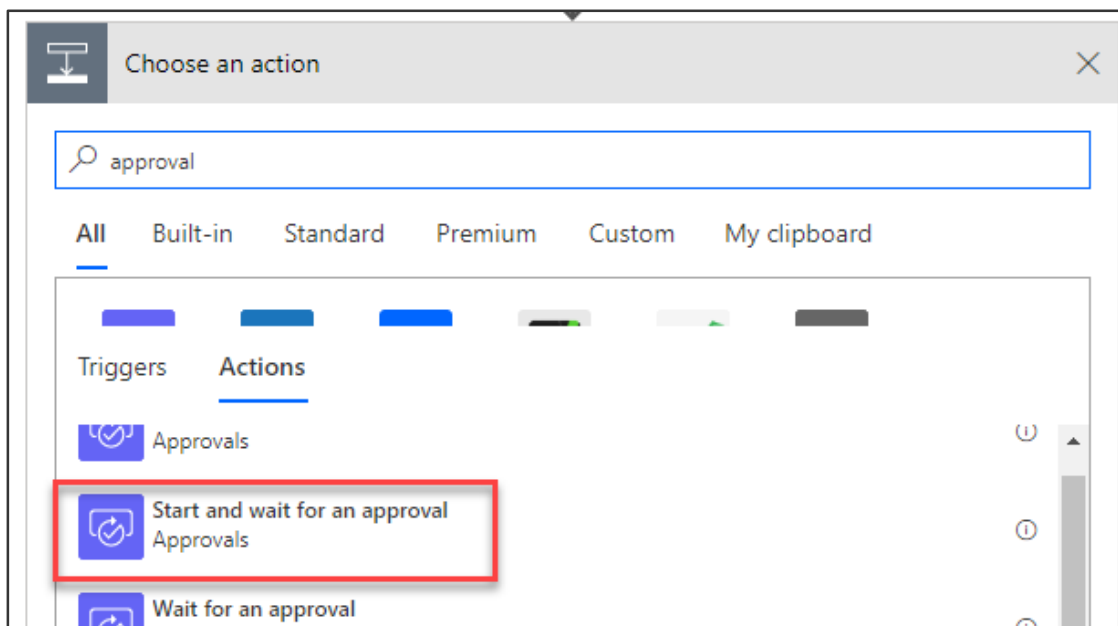 Choose an action
approval
All Built-in Standard Premium Custom My clipboard
Triggers Actions
Approvals
Start and wait for an approval
Approvals
Wait for an approval